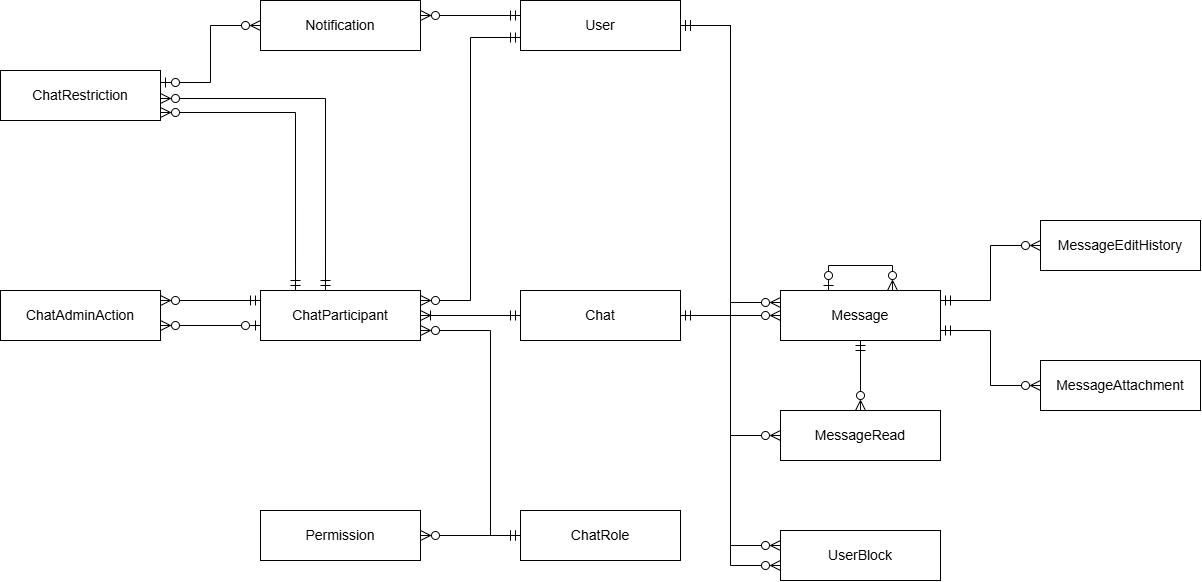 Notification
User
ChatRestriction
MessageEditHistory
ChatAdminAction
ChatParticipant
Chat
Message
MessageAttachment
MessageRead
Permission
ChatRole
UserBlock